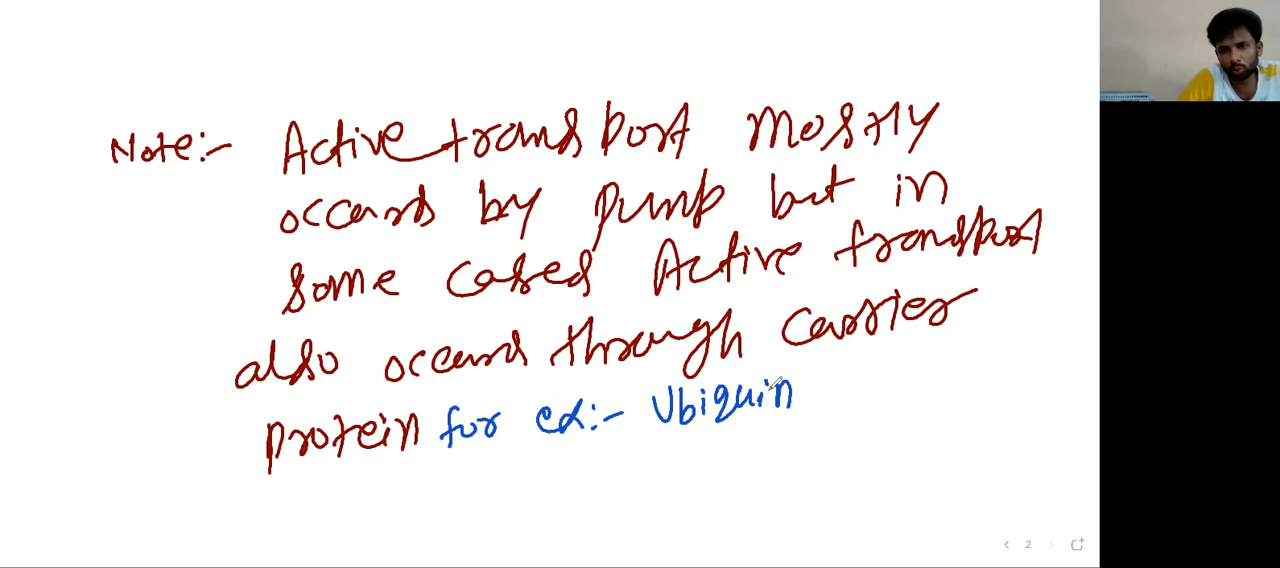 Note:- Active transport mostly
occurs by pump but in
some cases Active transport
also occurs through carrier
protein for ex:- Ubiquin
2